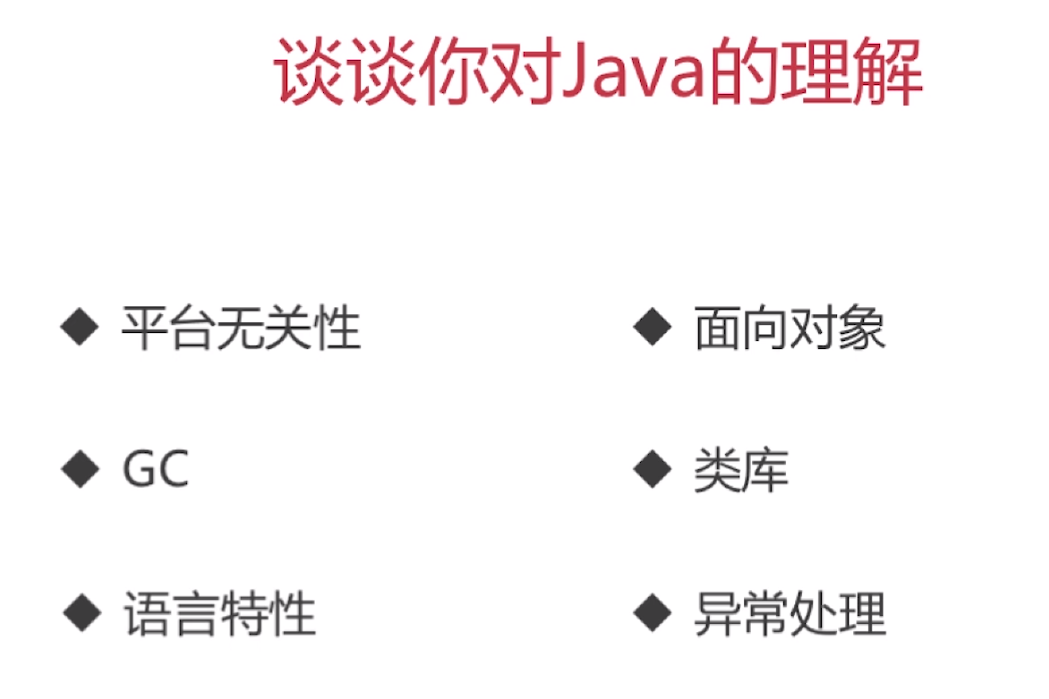 谈谈你对Java的理解
◆ 平台无关性
◆ 面向对象
◆ GC
◆ 类库
◆ 语言特性
◆ 异常处理